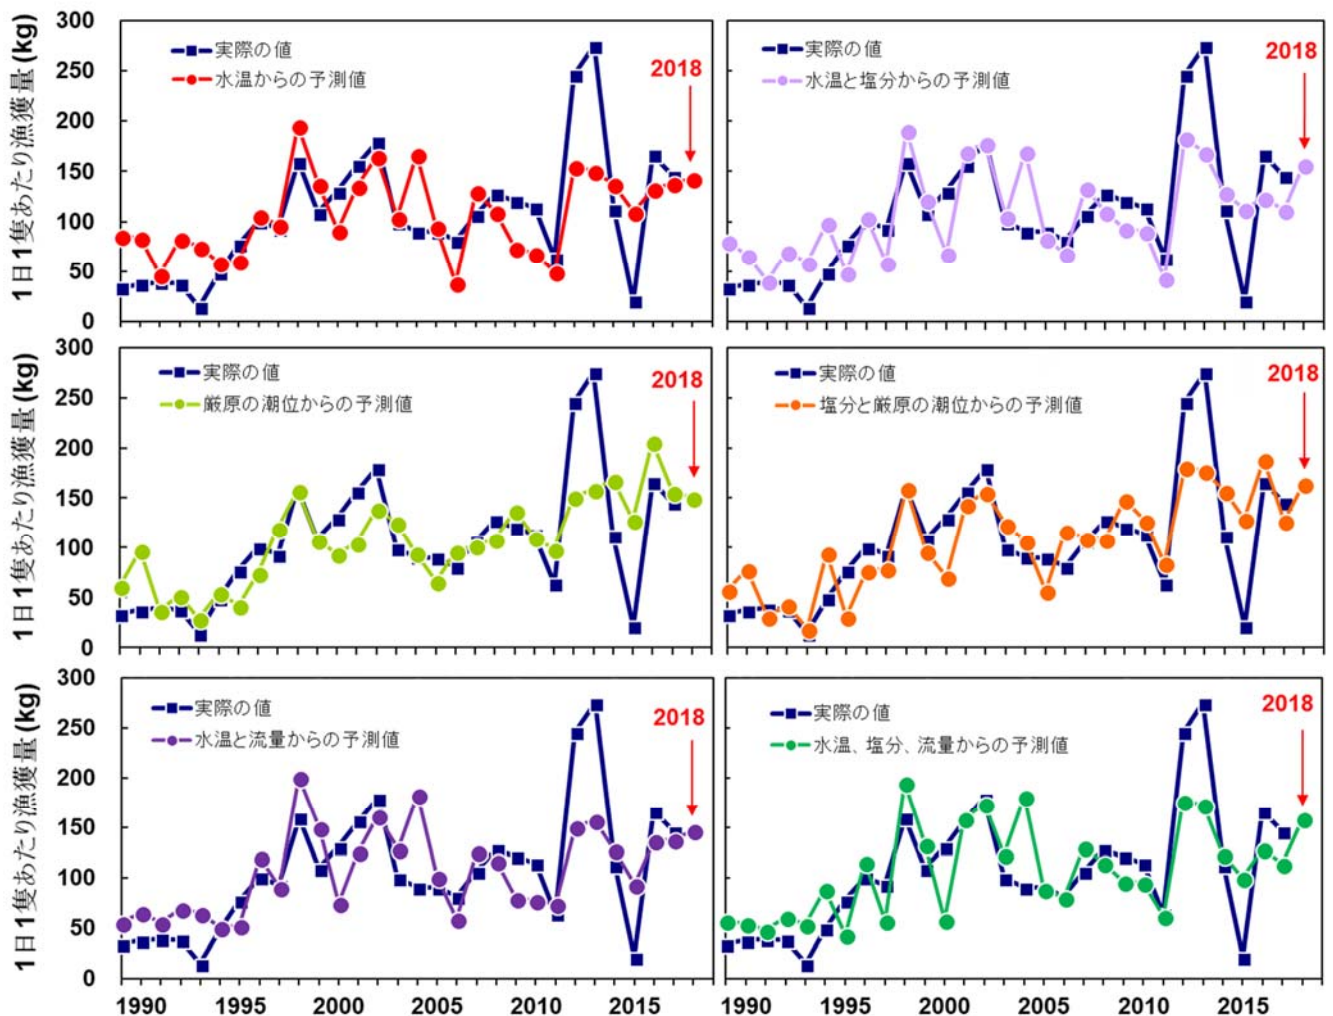 1日1隻あたり漁獲量(kg)
300
250
200
150
100
50
0
実際の値
水温からの予測値
2018
実際の値
水温と塩分からの予測値
2018
1日1隻あたり漁獲量(kg)
300
250
200
150
100
50
0
実際の値
厳原の潮位からの予測値
2018
実際の値
塩分と厳原の潮位からの予測値
2018
1日1隻あたり漁獲量(kg)
300
250
200
150
100
50
0
実際の値
水温と流量からの予測値
2018
実際の値
水温、塩分、流量からの予測値
2018
1990 1995 2000 2005 2010 2015
1990 1995 2000 2005 2010 2015